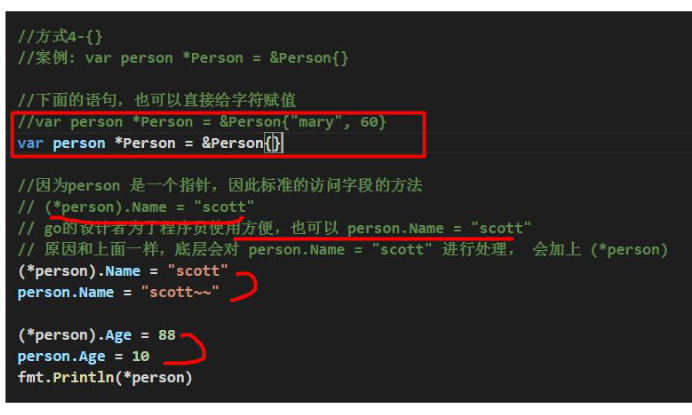 //方式4-{}
//案例: var person *Person = &Person{}
//下面的语句，也可以直接给字符赋值
//var person *Person = &Person{"mary", 60}
var person *Person = &Person{}
//因为person 是一个指针，因此标准的访问字段的方法
// (*person).Name = "scott"
// go的设计者为了程序员使用方便，也可以 person.Name = "scott"
// 原因和上面一样，底层会对 person.Name = "scott" 进行处理， 会加上 (*person)
(*person).Name = "scott"
person.Name = "scott~~"
(*person).Age = 88
person.Age = 10
fmt.Println(*person)